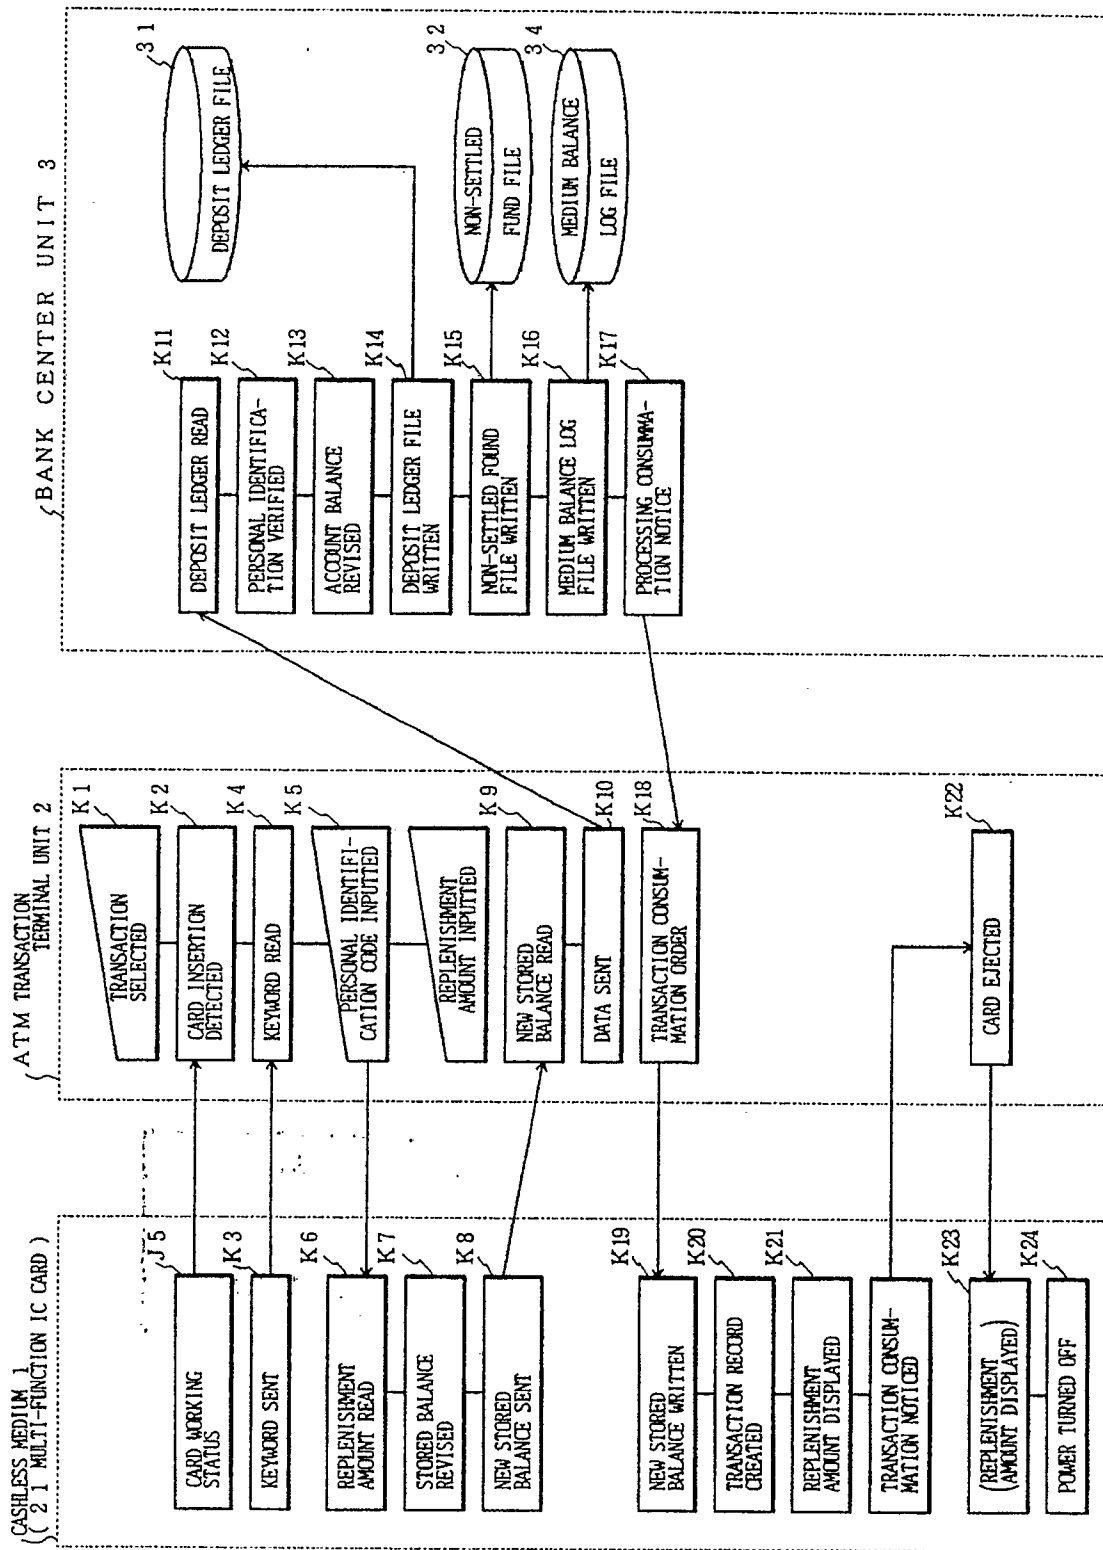 CASHLESS MEDIUM 1
( 2 1 MULTI-FUNCTION IC CARD )
J 5
CARD WORKING
STATUS
K 3
KEYWORD SENT
K 6
REPLENISHMENT
AMOUNT READ
K 7
STORED BALANCE
REVISED
K 8
NEW STORED
BALANCE SENT
K19
NEW STORED
BALANCE WRITTEN
K20
TRANSACTION RECORD
CREATED
K21
REPLENISHMENT
AMOUNT DISPLAYED
TRANSACTION CONSUM-
MATION NOTICED
K23
(REPLENISHMENT
AMOUNT DISPLAYED)
K24
POWER TURNED OFF
ATM TRANSACTION
TERMINAL UNIT 2
K 1
TRANSACTION
SELECTED
K 2
CARD INSERTION
DETECTED
K 4
KEYWORD READ
K 5
PERSONAL IDENTIFI-
CATION CODE INPUTTED
REPLENISHMENT
AMOUNT INPUTTED
K 9
NEW STORED
BALANCE READ
K10
DATA SENT
K18
TRANSACTION CONSUM-
MATION ORDER
K22
CARD EJECTED
BANK CENTER UNIT 3
K11
DEPOSIT LEDGER READ
K12
PERSONAL IDENTIFICA-
TION VERIFIED
K13
ACCOUNT BALANCE
REVISED
K14
DEPOSIT LEDGER FILE
WRITTEN
K15
NON-SETTLED FOUND
FILE WRITTEN
K16
MEDIUM BALANCE LOG
FILE WRITTEN
K17
PROCESSING CONSUMMA-
TION NOTICE
3 1
DEPOSIT LEDGER FILE
3 2
NON-SETTLED
FUND FILE
3 4
MEDIUM BALANCE
LOG FILE